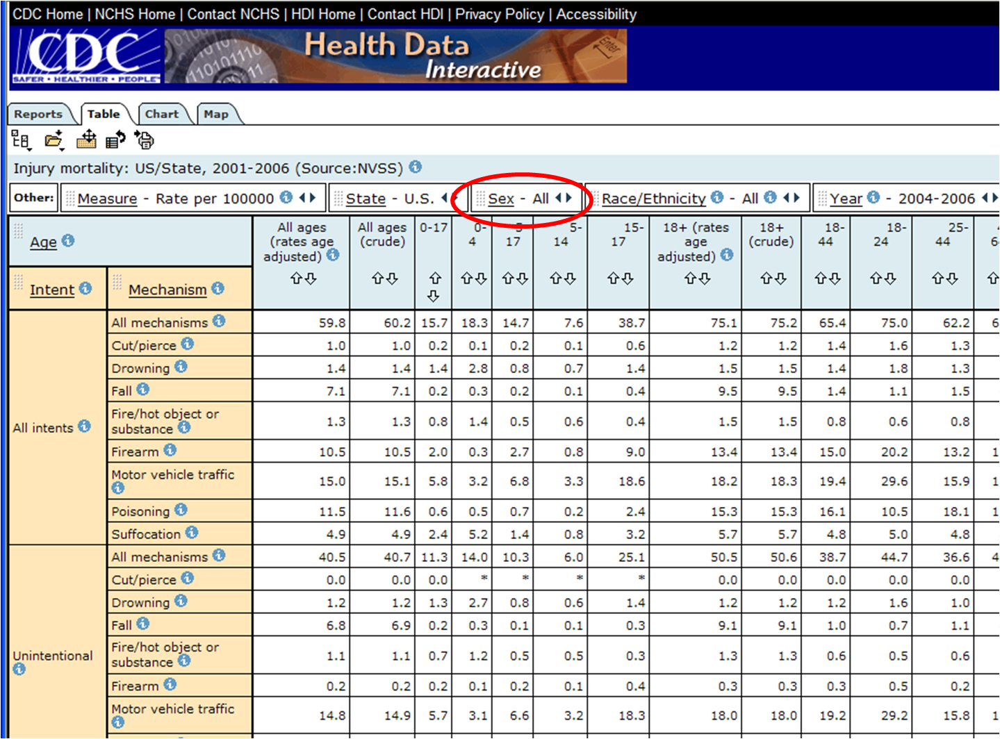 CDC Home | NCHS Home | Contact NCHS | HDI Home | Contact HDI | Privacy Policy | Accessibility
CDC
SAFER • HEALTHIER • PEOPLE™
Health Data
Interactive
Enter
Reports Table Chart Map
Injury mortality: US/State, 2001-2006 (Source:NVSS)
Other: Measure - Rate per 100000 State - U.S. Sex - All Race/Ethnicity - All Year - 2004-2006
Age All ages (rates age adjusted) All ages (crude) 0-17 0-4 5-17 5-14 15-17 18+ (rates age adjusted) 18+ (crude) 18-44 18-24 25-44
Intent Mechanism
All intents
All mechanisms 59.8 60.2 15.7 18.3 14.7 7.6 38.7 75.1 75.2 65.4 75.0 62.2 6
Cut/pierce 1.0 1.0 0.2 0.1 0.2 0.1 0.6 1.2 1.2 1.4 1.6 1.3
Drowning 1.4 1.4 1.4 2.8 0.8 0.7 1.4 1.5 1.5 1.4 1.8 1.3
Fall 7.1 7.1 0.2 0.3 0.2 0.1 0.4 9.5 9.5 1.4 1.1 1.5
Fire/hot object or
substance 1.3 1.3 0.8 1.4 0.5 0.6 0.4 1.5 1.5 0.8 0.6 0.8
Firearm 10.5 10.5 2.0 0.3 2.7 0.8 9.0 13.4 13.4 15.0 20.2 13.2 1
Motor vehicle traffic 15.0 15.1 5.8 3.2 6.8 3.3 18.6 18.2 18.3 19.4 29.6 15.9 1
Poisoning 11.5 11.6 0.6 0.5 0.7 0.2 2.4 15.3 15.3 16.1 10.5 18.1 1
Suffocation 4.9 4.9 2.4 5.2 1.4 0.8 3.2 5.7 5.7 4.8 5.0 4.8
Unintentional
All mechanisms 40.5 40.7 11.3 14.0 10.3 6.0 25.1 50.5 50.6 38.7 44.7 36.6 4
Cut/pierce 0.0 0.0 0.0 * * * * 0.0 0.0 0.0 0.0 0.0
Drowning 1.2 1.2 1.3 2.7 0.8 0.6 1.4 1.2 1.2 1.2 1.6 1.0
Fall 6.8 6.9 0.2 0.3 0.1 0.1 0.3 9.1 9.1 1.0 0.7 1.1
Fire/hot object or
substance 1.1 1.1 0.7 1.2 0.5 0.5 0.3 1.3 1.3 0.6 0.5 0.6
Firearm 0.2 0.2 0.2 0.1 0.2 0.1 0.4 0.3 0.3 0.3 0.5 0.2
Motor vehicle traffic 14.8 14.9 5.7 3.1 6.6 3.2 18.3 18.0 18.0 19.2 29.2 15.8 1